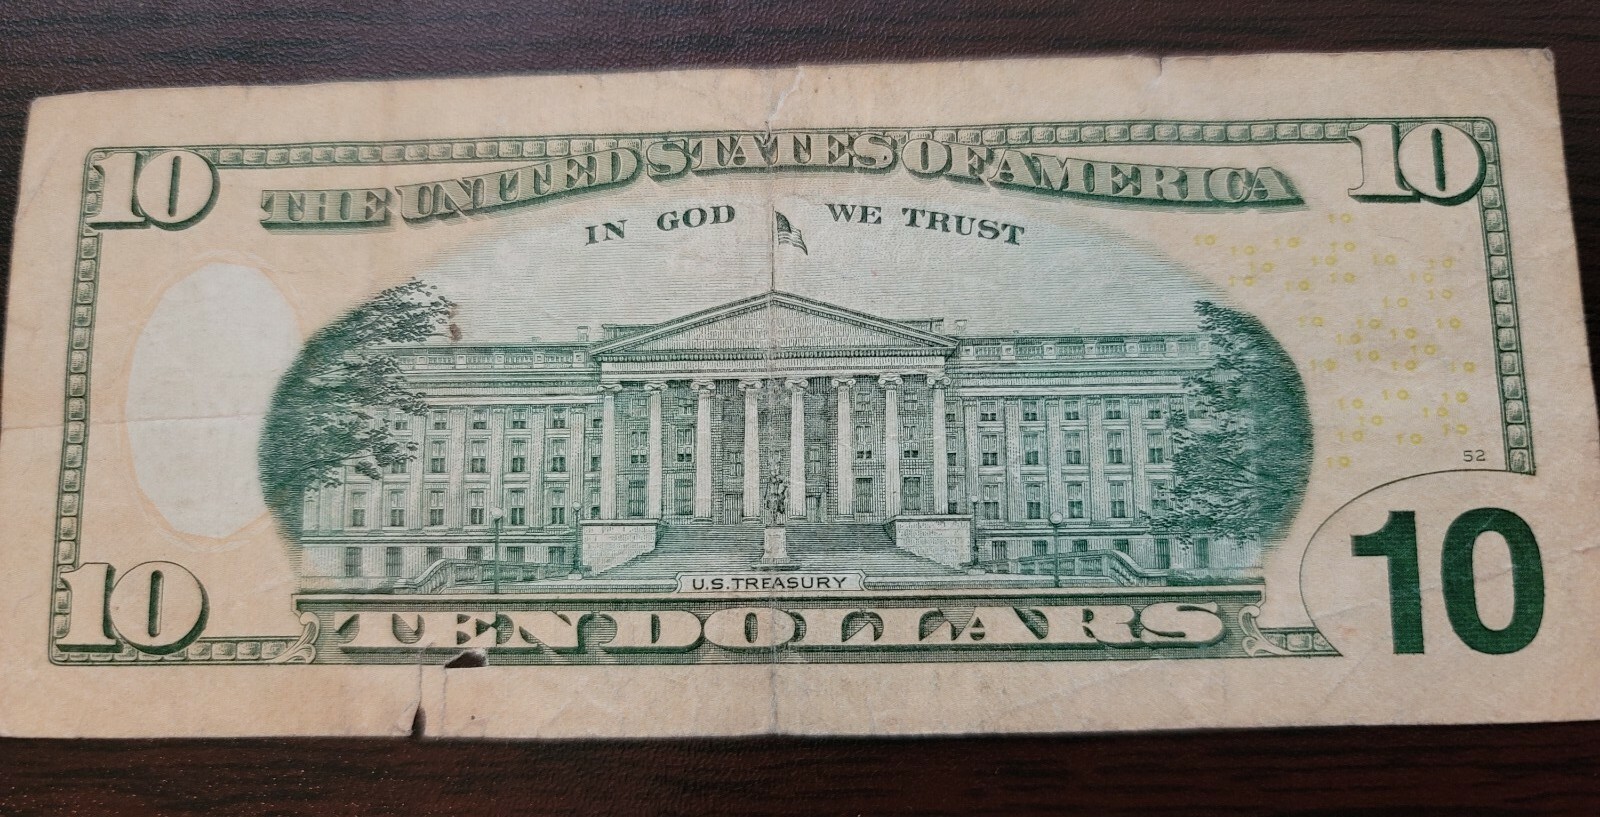 10 THE UNITED STATES OF AMERICA 10
IN GOD WE TRUST
52
U.S. TREASURY
10 TEN DOLLARS 10